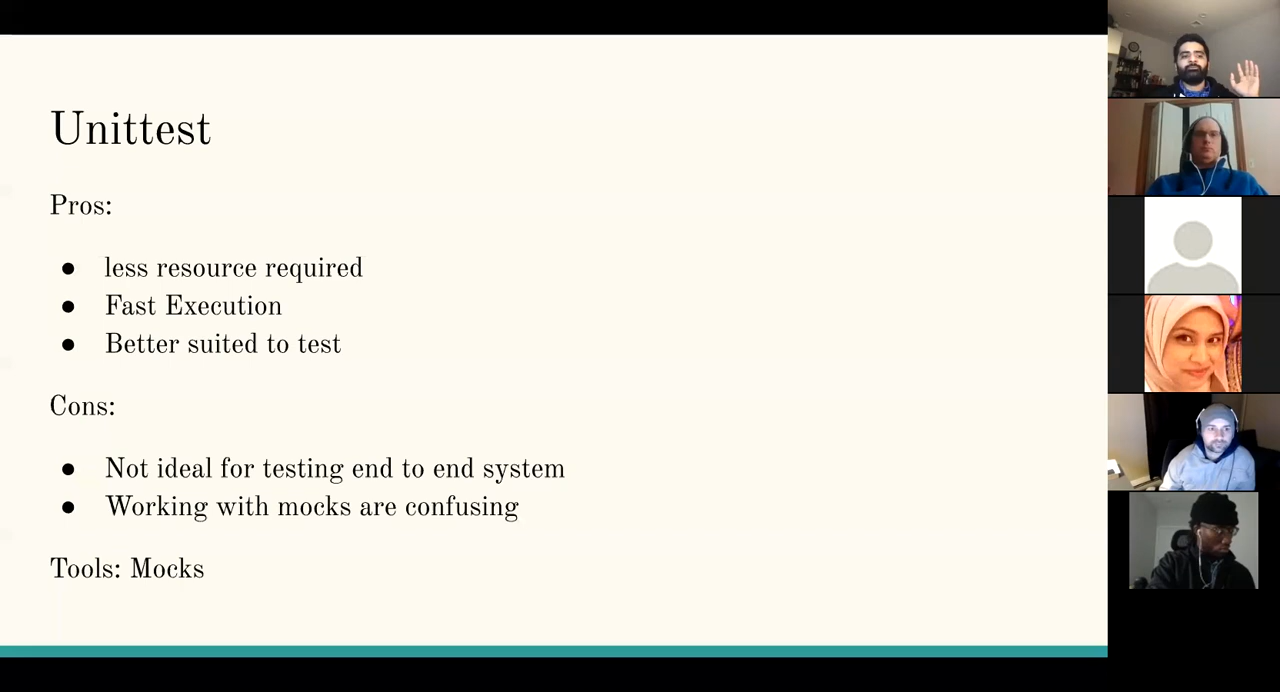 Unittest
Pros:
● less resource required
● Fast Execution
● Better suited to test
Cons:
● Not ideal for testing end to end system
● Working with mocks are confusing
Tools: Mocks